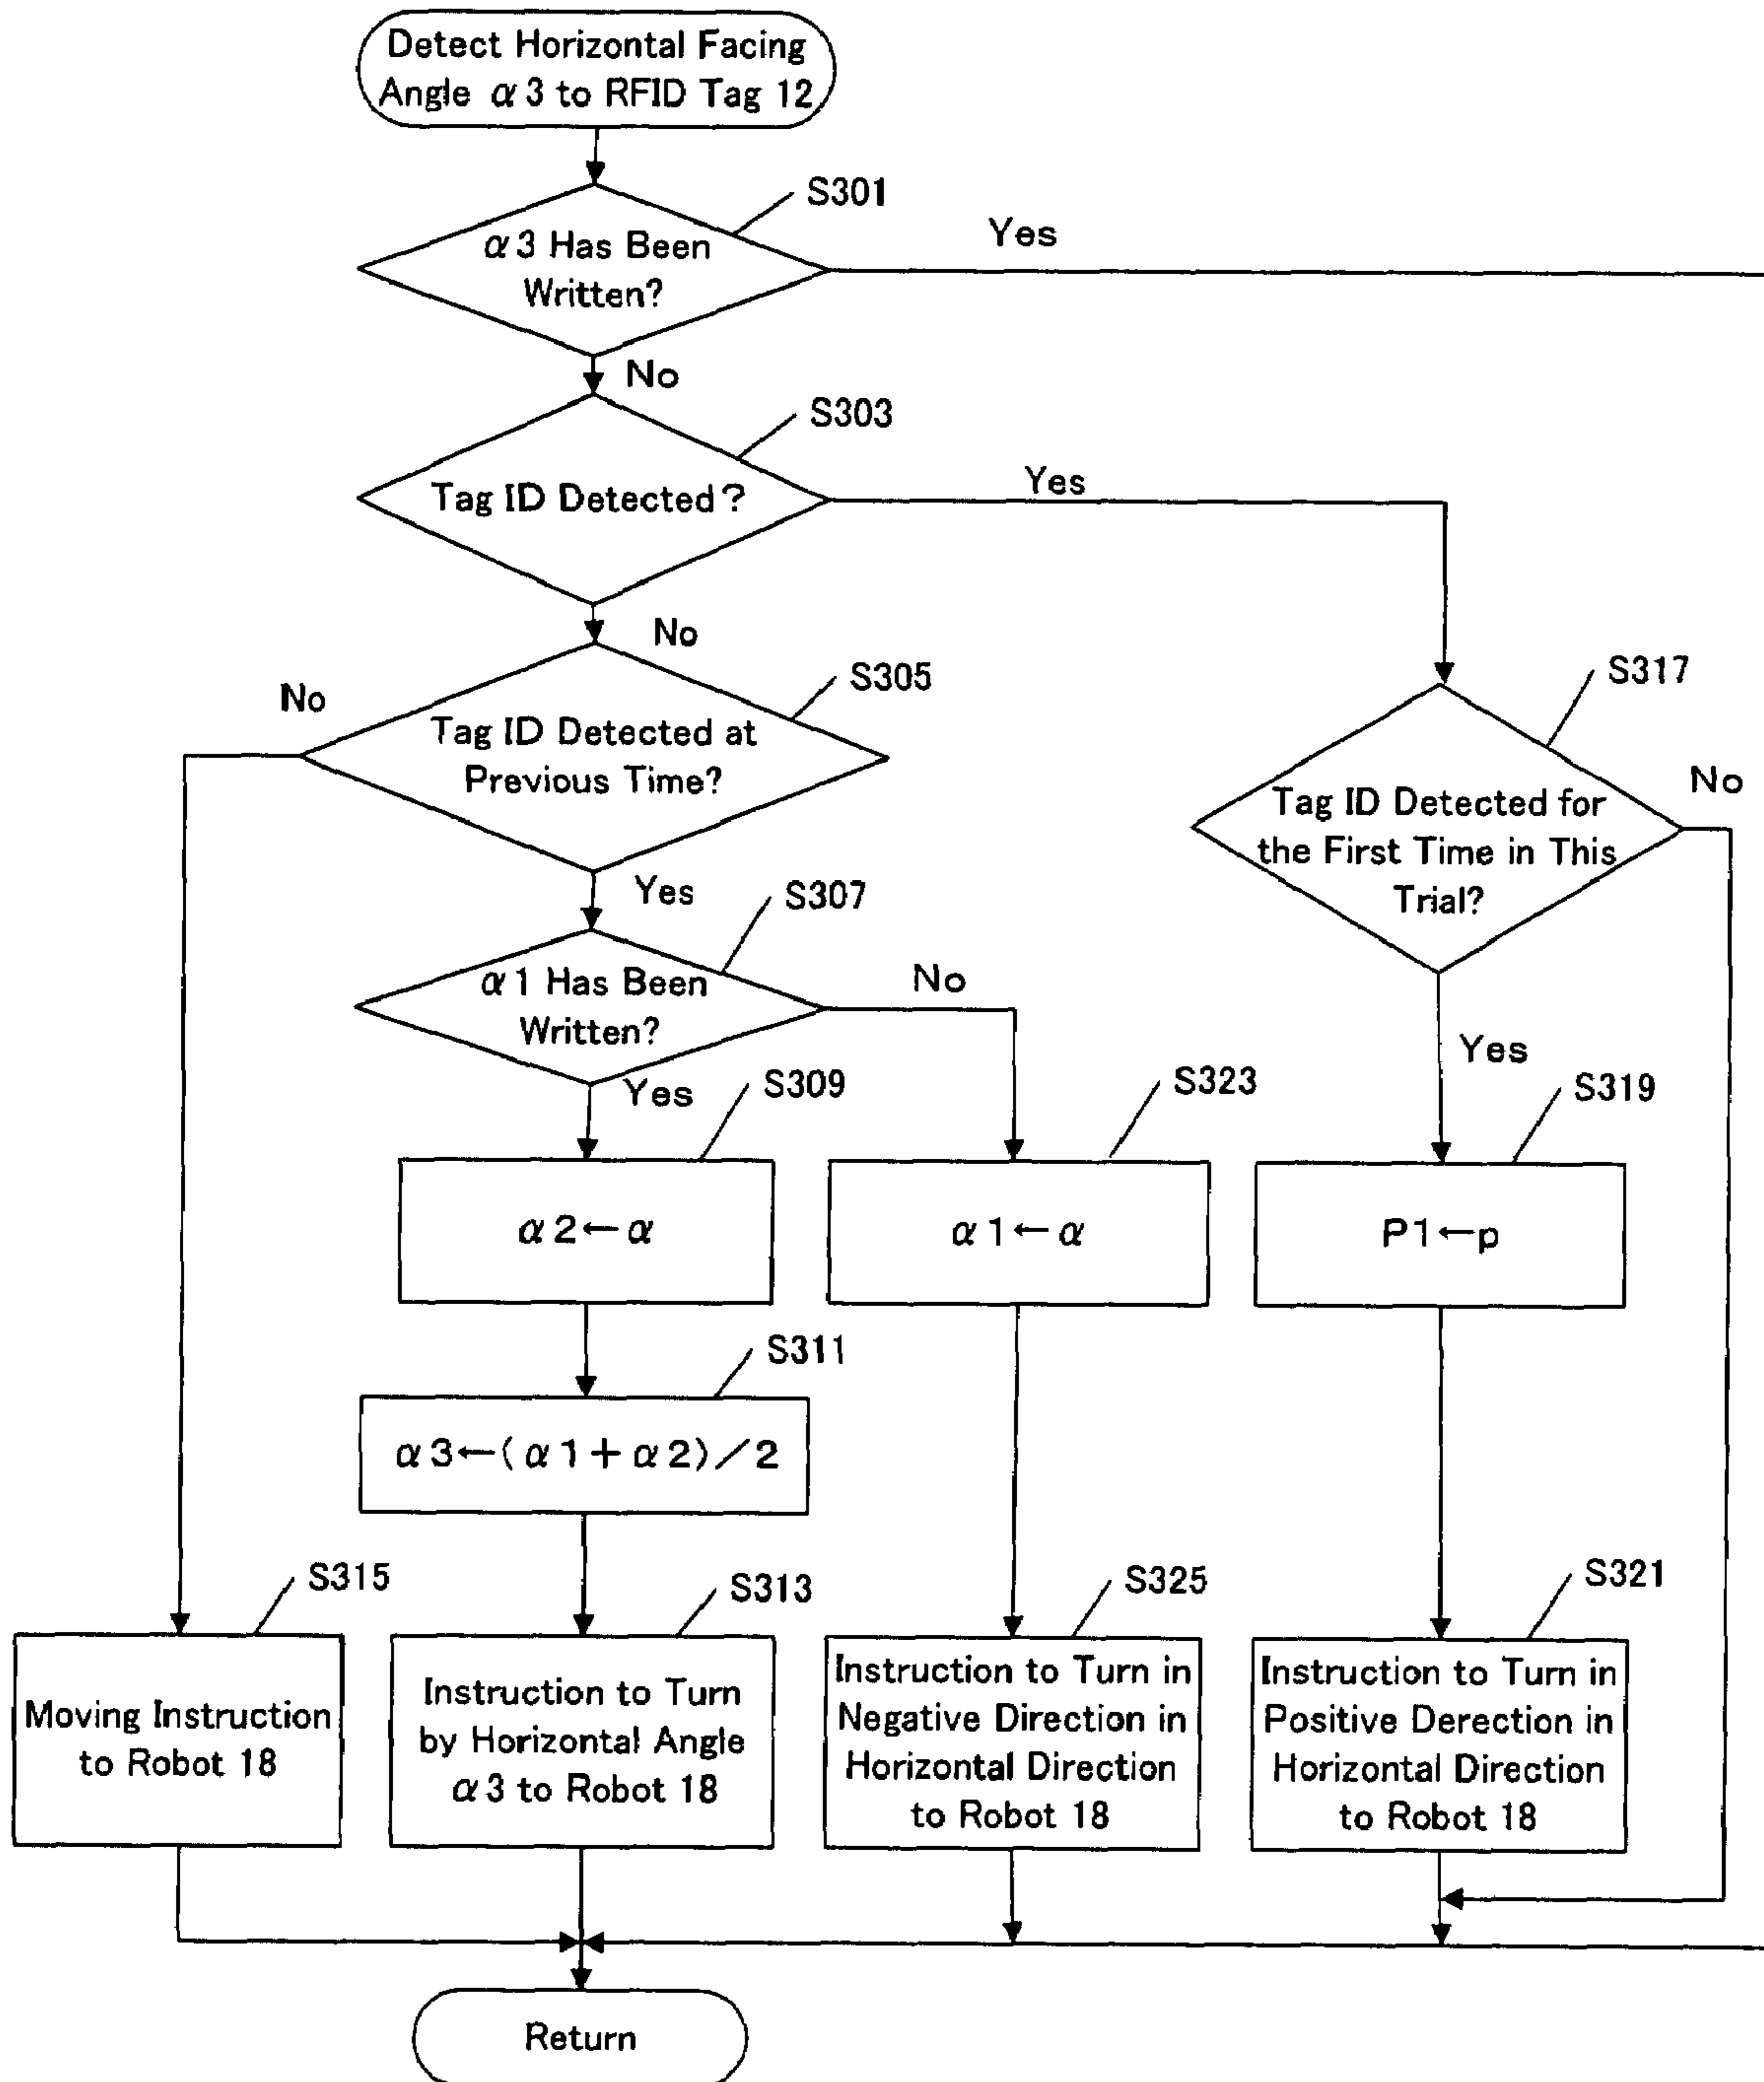 Detect Horizontal Facing
Angle α3 to RFID Tag 12
S301
Yes
α3 Has Been
Written?
No
S303
Tag ID Detected?
Yes
No
S305
No
Tag ID Detected at
Previous Time?
S317
No
Tag ID Detected for
the First Time in This
Trial?
Yes
S307
α1 Has Been
Written?
No
Yes
Yes
S309
S323
S319
α2←α
α1←α
P1←p
S311
α3←(α1+α2)/2
S315
S313
S325
S321
Moving Instruction
to Robot 18
Instruction to Turn
by Horizontal Angle
α3 to Robot 18
Instruction to Turn in
Negative Direction in
Horizontal Direction
to Robot 18
Instruction to Turn in
Positive Derection in
Horizontal Direction
to Robot 18
Return